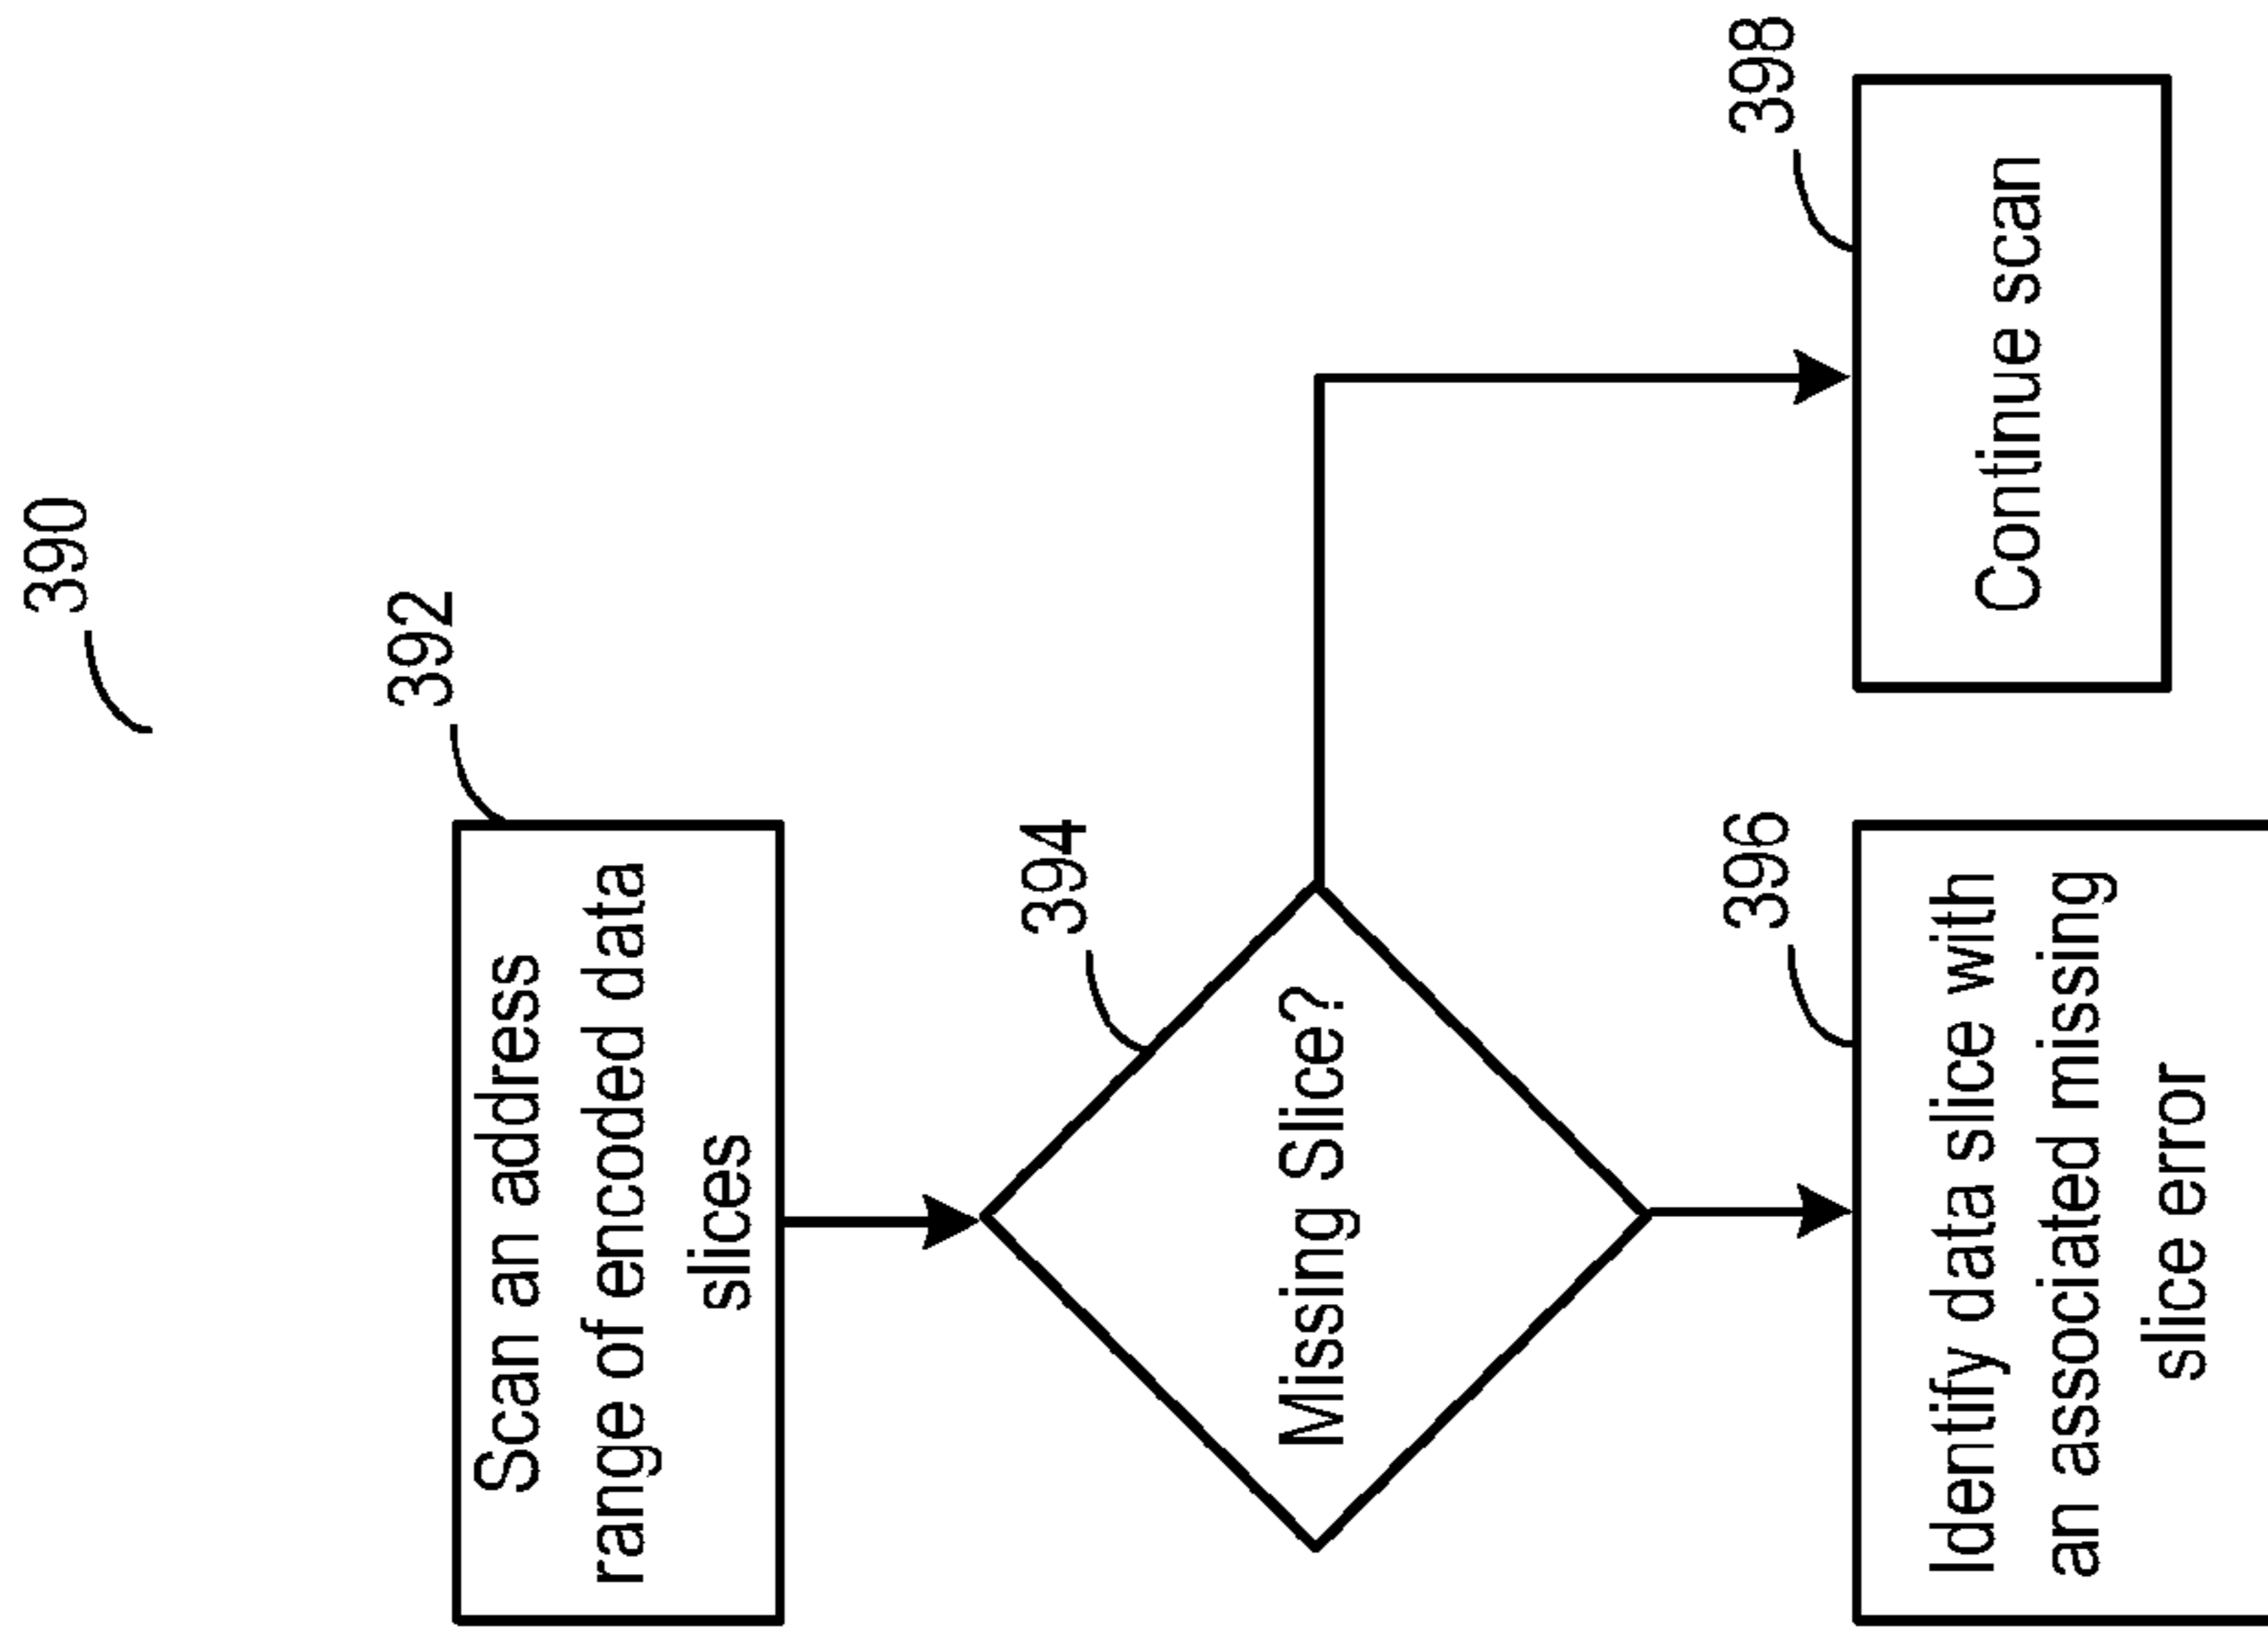 390
392
Scan an address
range of encoded data
slices
394
Missing Slice?
396
Identify data slice with
an associated missing
slice error
398
Continue scan